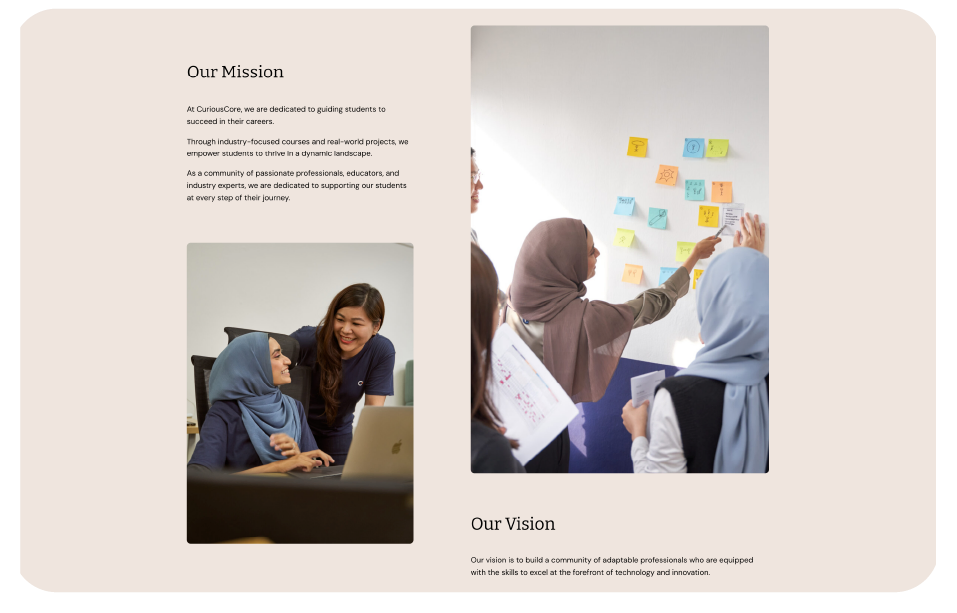 Our Mission
At CuriousCore, we are dedicated to guiding students to
succeed in their careers.
Through industry-focused courses and real-world projects, we
empower students to thrive in a dynamic landscape.
As a community of passionate professionals, educators, and
industry experts, we are dedicated to supporting our students
at every step of their journey.
Our Vision
Our vision is to build a community of adaptable professionals who are equipped
with the skills to excel at the forefront of technology and innovation.